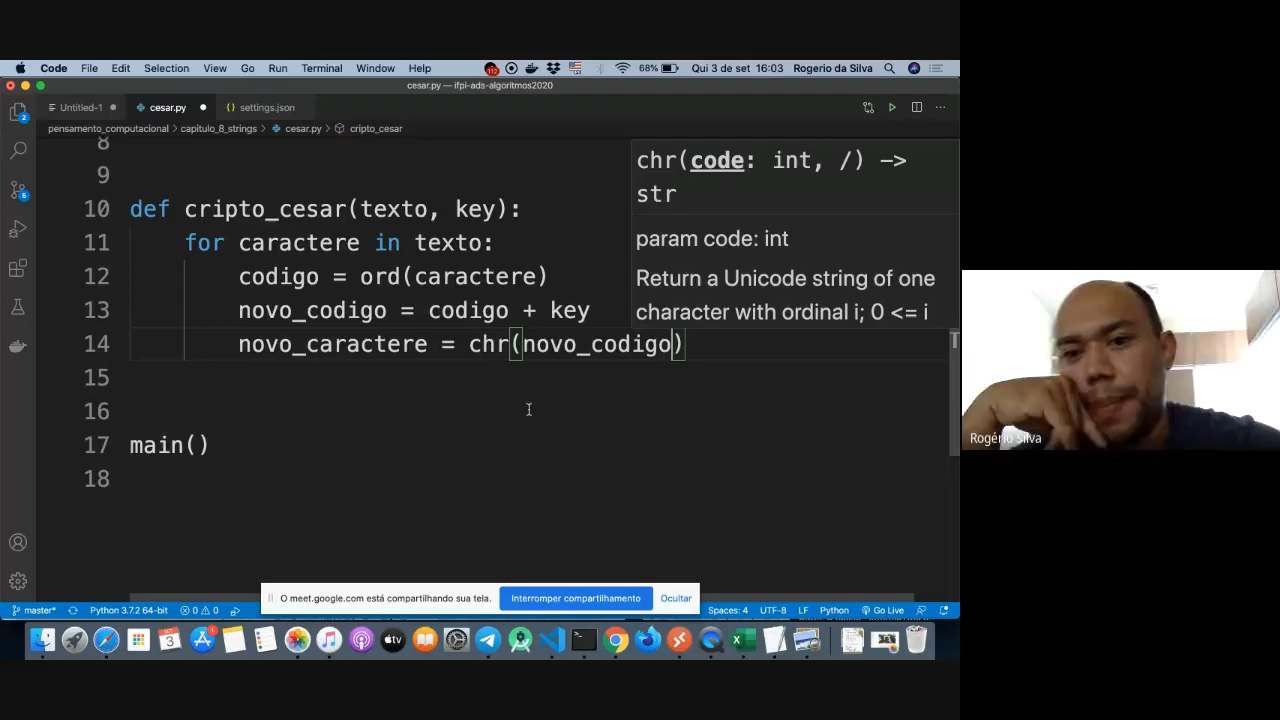 Code File Edit Selection View Go Run Terminal Window Help 112 68% Qui 3 de set 16:03 Rogerio da Silva
cesar.py — ifpi-ads-algoritmos2020
Untitled-1 cesar.py settings.json
pensamento_computacional > capitulo_8_strings > cesar.py > cripto_cesar
8
9
10 def cripto_cesar(texto, key):
11 for caractere in texto:
12 codigo = ord(caractere)
13 novo_codigo = codigo + key
14 novo_caractere = chr(novo_codigo)
15
16
17 main()
18
chr(code: int, /) ->
str
param code: int
Return a Unicode string of one
character with ordinal i; 0 <= i
2
6
T
Rogério Silva
O meet.google.com está compartilhando sua tela. Interromper compartilhamento Ocultar
master* Python 3.7.2 64-bit 0 0 Spaces: 4 UTF-8 LF Python Go Live
3 tv